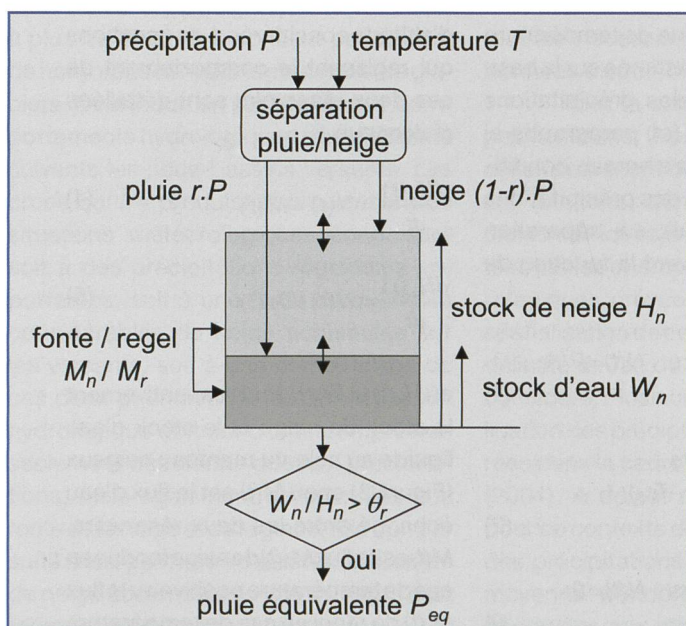 précipitation P température T
séparation
pluie/neige
pluie r.P neige (1-r).P
stock de neige Hn
fonte / regel
Mn / Mr
stock d'eau Wn
Wn / Hn > θr
oui
pluie équivalente Peq